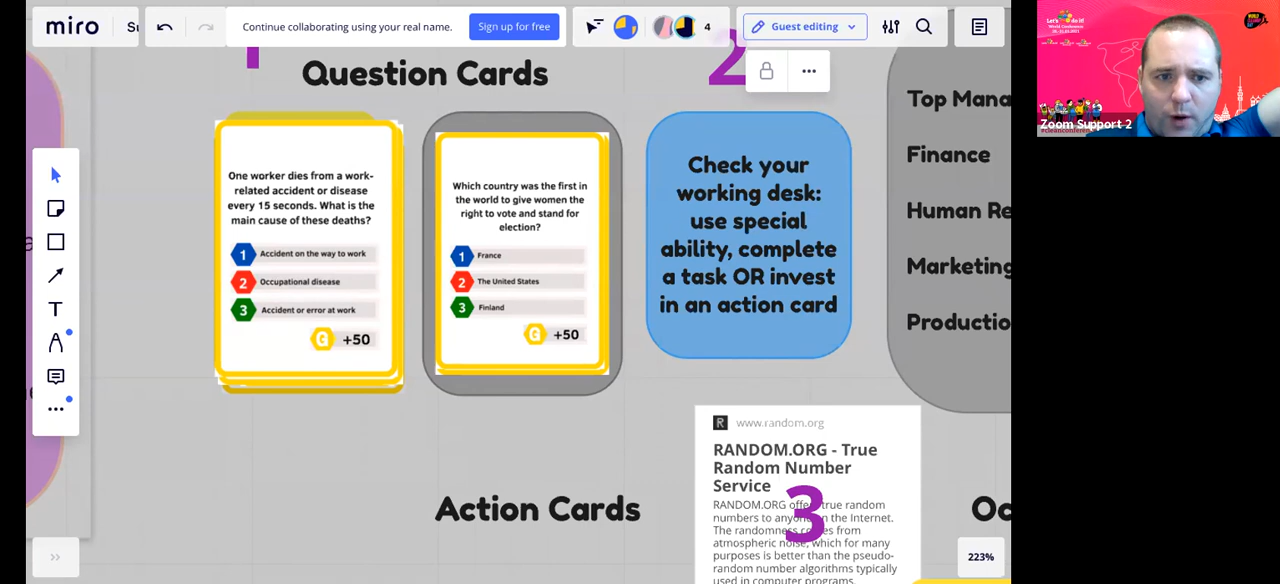 miro
Continue collaborating using your real name.
Sign up for free
4
Guest editing
Question Cards
2
One worker dies from a work-
related accident or disease
every 15 seconds. What is the
main cause of these deaths?
1 Accident on the way to work
2 Occupational disease
3 Accident or error at work
G +50
Which country was the first in
the world to give women the
right to vote and stand for
election?
1 France
2 The United States
3 Finland
G +50
Check your
working desk:
use special
ability, complete
a task OR invest
in an action card
Top Mana
Finance
Human Re
Marketing
Productio
R www.random.org
RANDOM.ORG - True
Random Number
Service
3
RANDOM.ORG offers true random
numbers to anyone on the Internet.
The randomness comes from
atmospheric noise, which for many
purposes is better than the pseudo-
random number algorithms typically
used in computer programs.
Action Cards
Oc
223%
Let's do it!
World Conference
Zoom Support 2